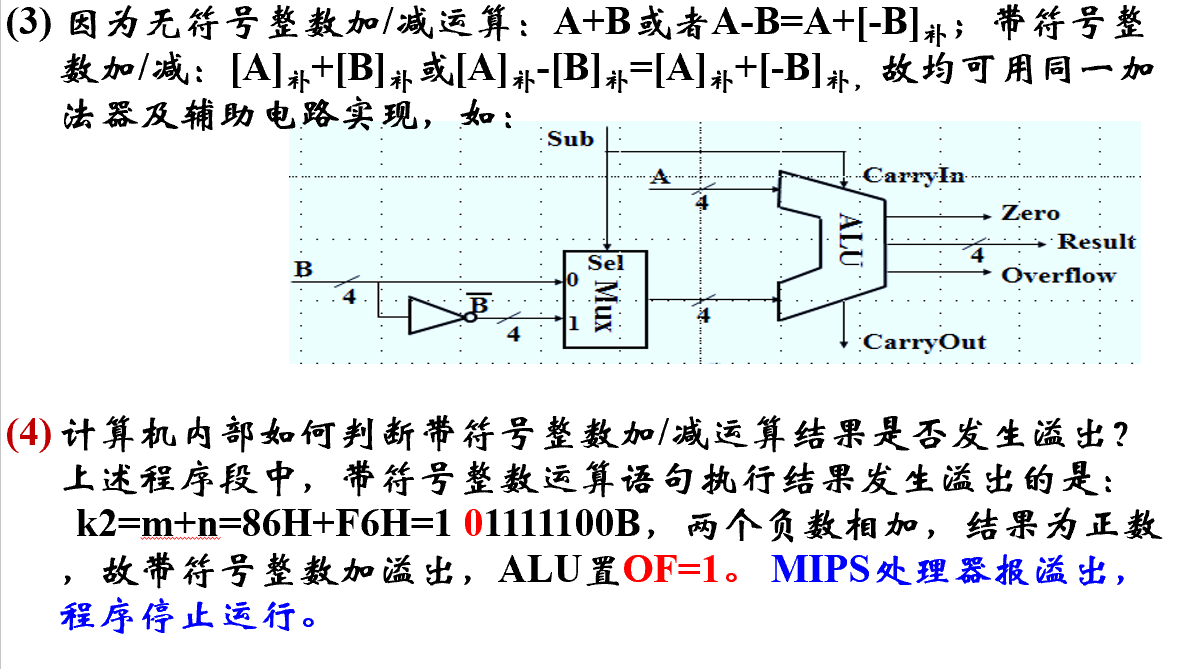 (3) 因为无符号整数加/减运算：A+B或者A-B=A+[-B]补；带符号整
数加/减：[A]补+[B]补或[A]补-[B]补=[A]补+[-B]补，故均可用同一加
法器及辅助电路实现，如：
Sub
A
4
CarryIn
Zero
ALU
Result
4
Overflow
B
4
B̅
4
Sel
0
Mux
1
4
CarryOut
(4) 计算机内部如何判断带符号整数加/减运算结果是否发生溢出？
上述程序段中，带符号整数运算语句执行结果发生溢出的是：
k2=m+n=86H+F6H=1 01111100B，两个负数相加，结果为正数
，故带符号整数加溢出，ALU置OF=1。MIPS处理器报溢出，
程序停止运行。